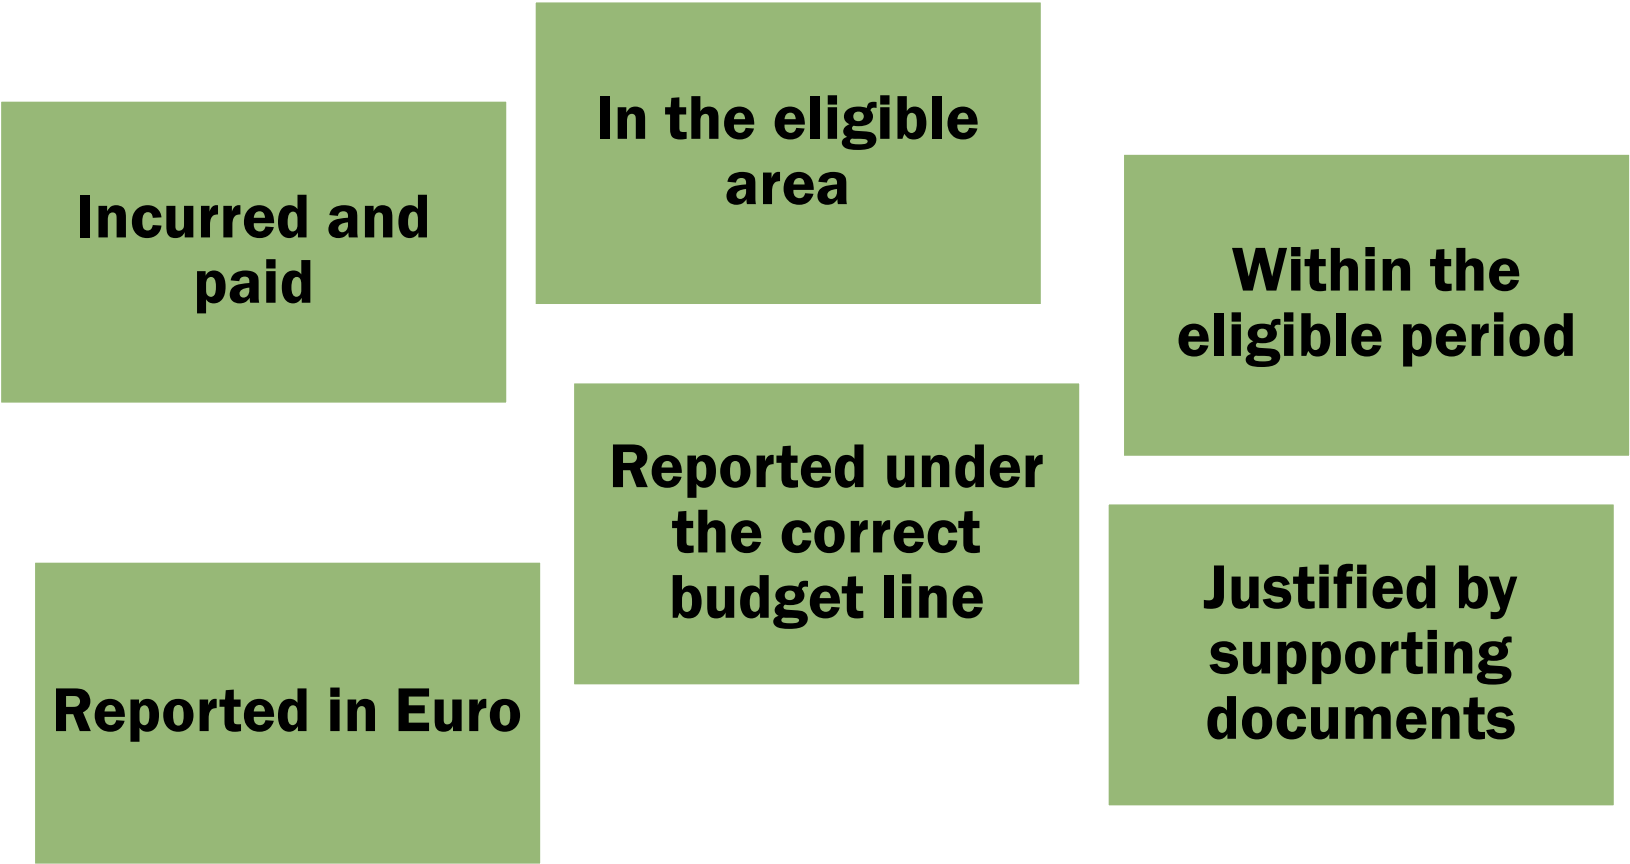 Incurred and
paid
In the eligible
area
Within the
eligible period
Reported in Euro
Reported under
the correct
budget line
Justified by
supporting
documents